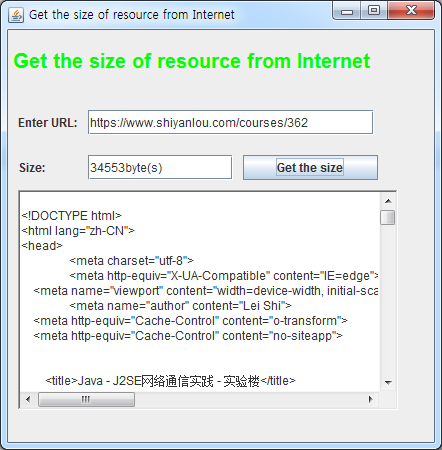 Get the size of resource from Internet
Get the size of resource from Internet
Enter URL: https://www.shiyanlou.com/courses/362
Size: 34553byte(s) Get the size
<!DOCTYPE html>
<html lang="zh-CN">
<head>
<meta charset="utf-8">
<meta http-equiv="X-UA-Compatible" content="IE=edge">
<meta name="viewport" content="width=device-width, initial-sca
<meta name="author" content="Lei Shi">
<meta http-equiv="Cache-Control" content="o-transform">
<meta http-equiv="Cache-Control" content="no-siteapp">
<title>Java - J2SE网络通信实践 - 实验楼</title>